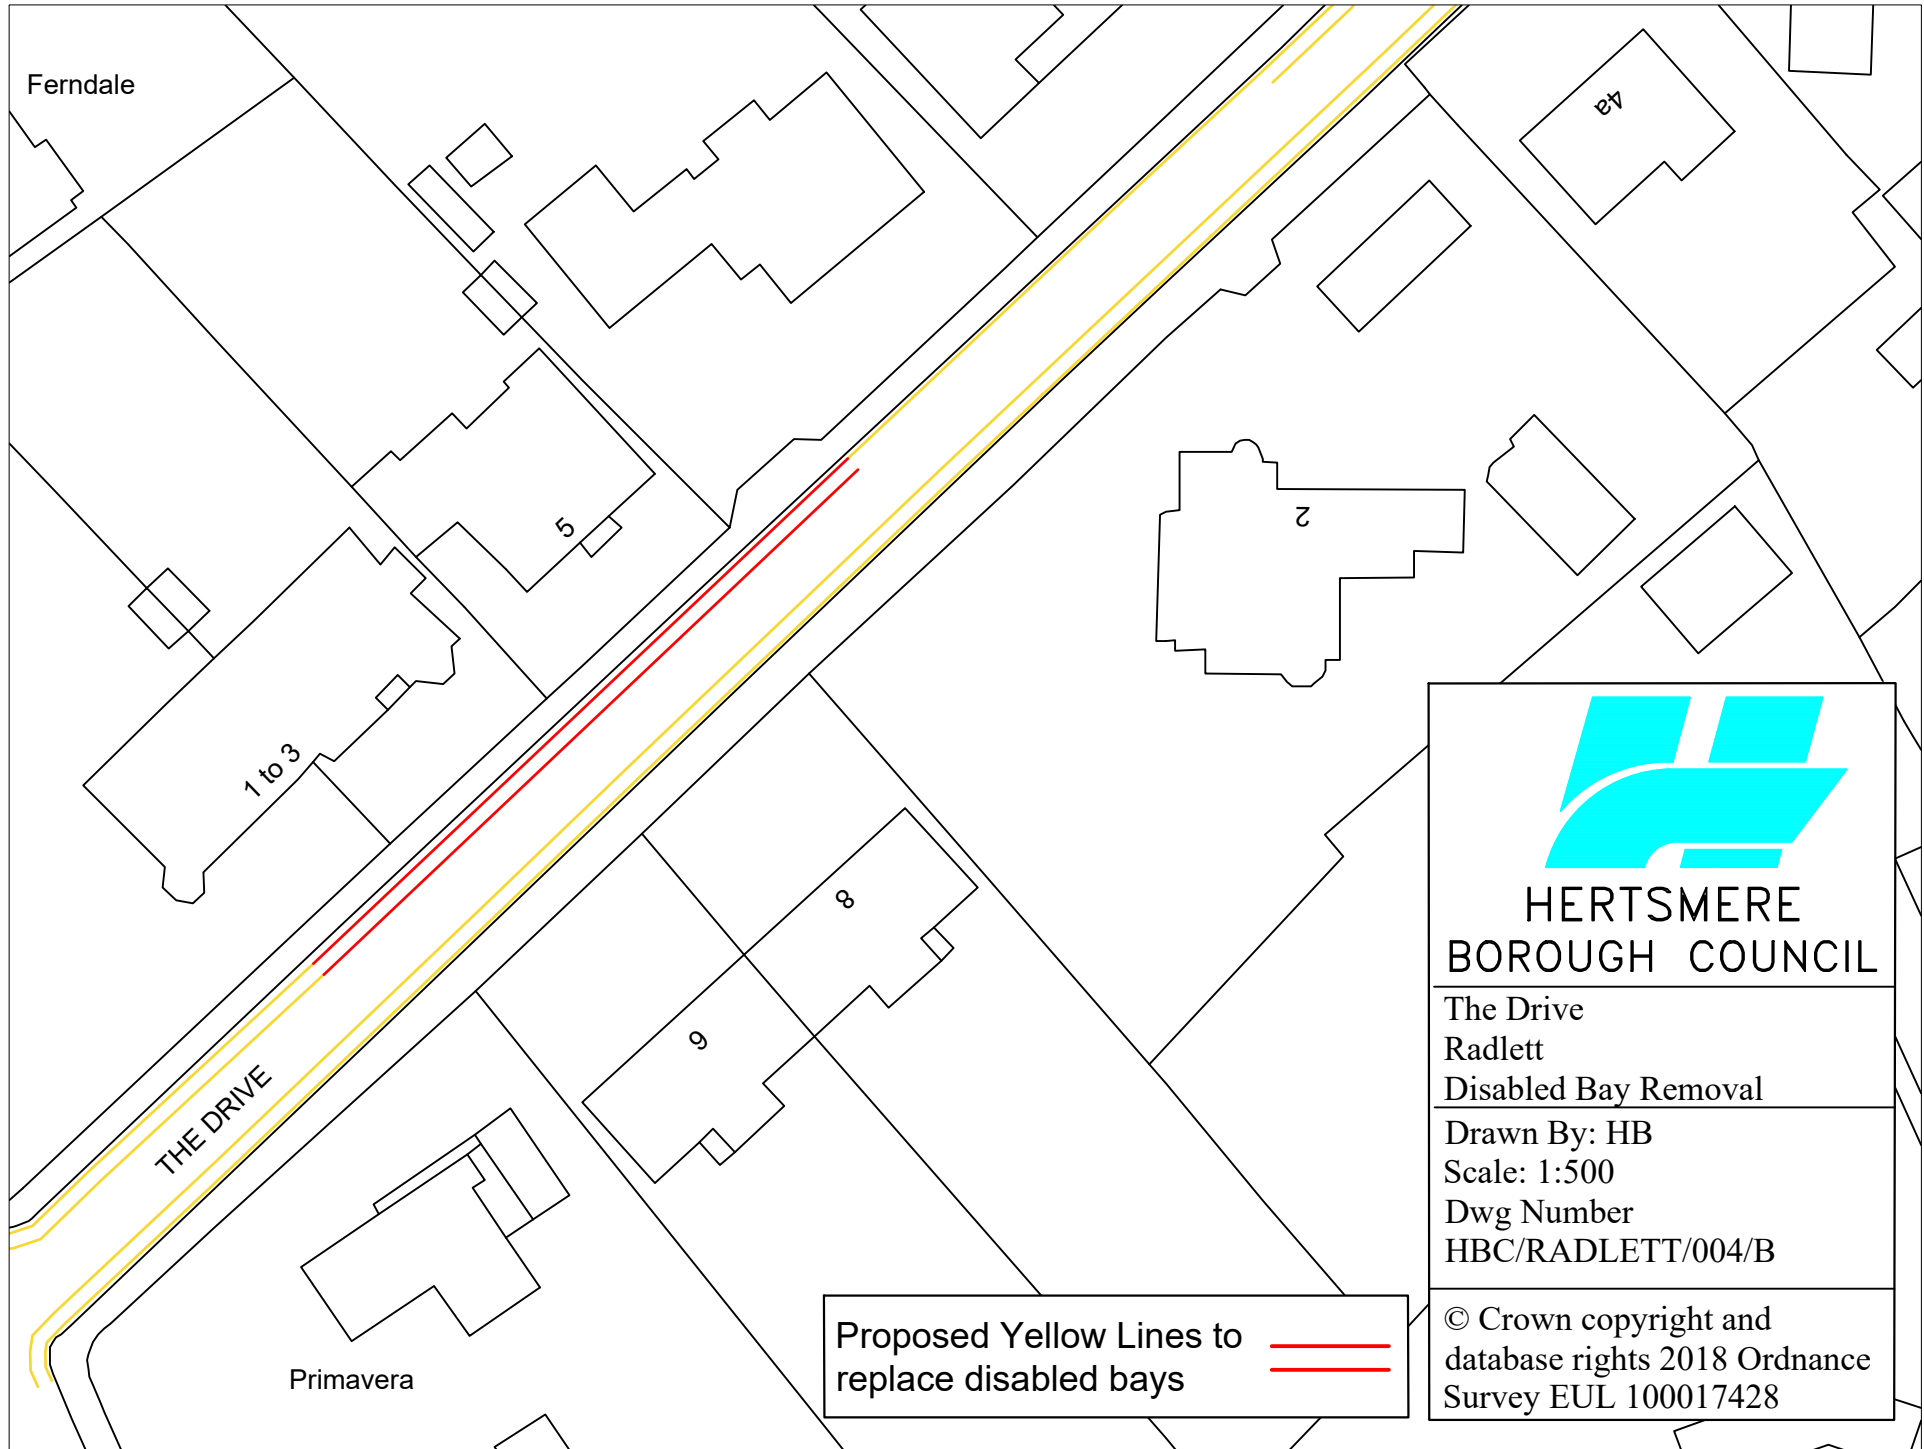 Ferndale
4a
5
2
1 to 3
8
6
THE DRIVE
Primavera
Proposed Yellow Lines to
replace disabled bays
HERTSMERE
BOROUGH COUNCIL
The Drive
Radlett
Disabled Bay Removal
Drawn By: HB
Scale: 1:500
Dwg Number
HBC/RADLETT/004/B
© Crown copyright and
database rights 2018 Ordnance
Survey EUL 100017428